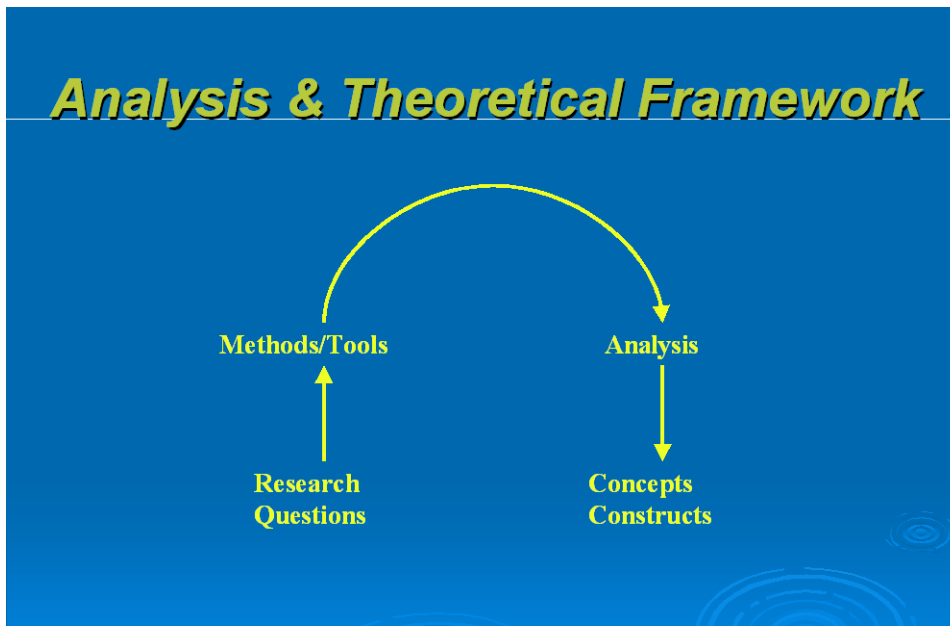 Analysis & Theoretical Framework
Methods/Tools
Analysis
Research
Questions
Concepts
Constructs